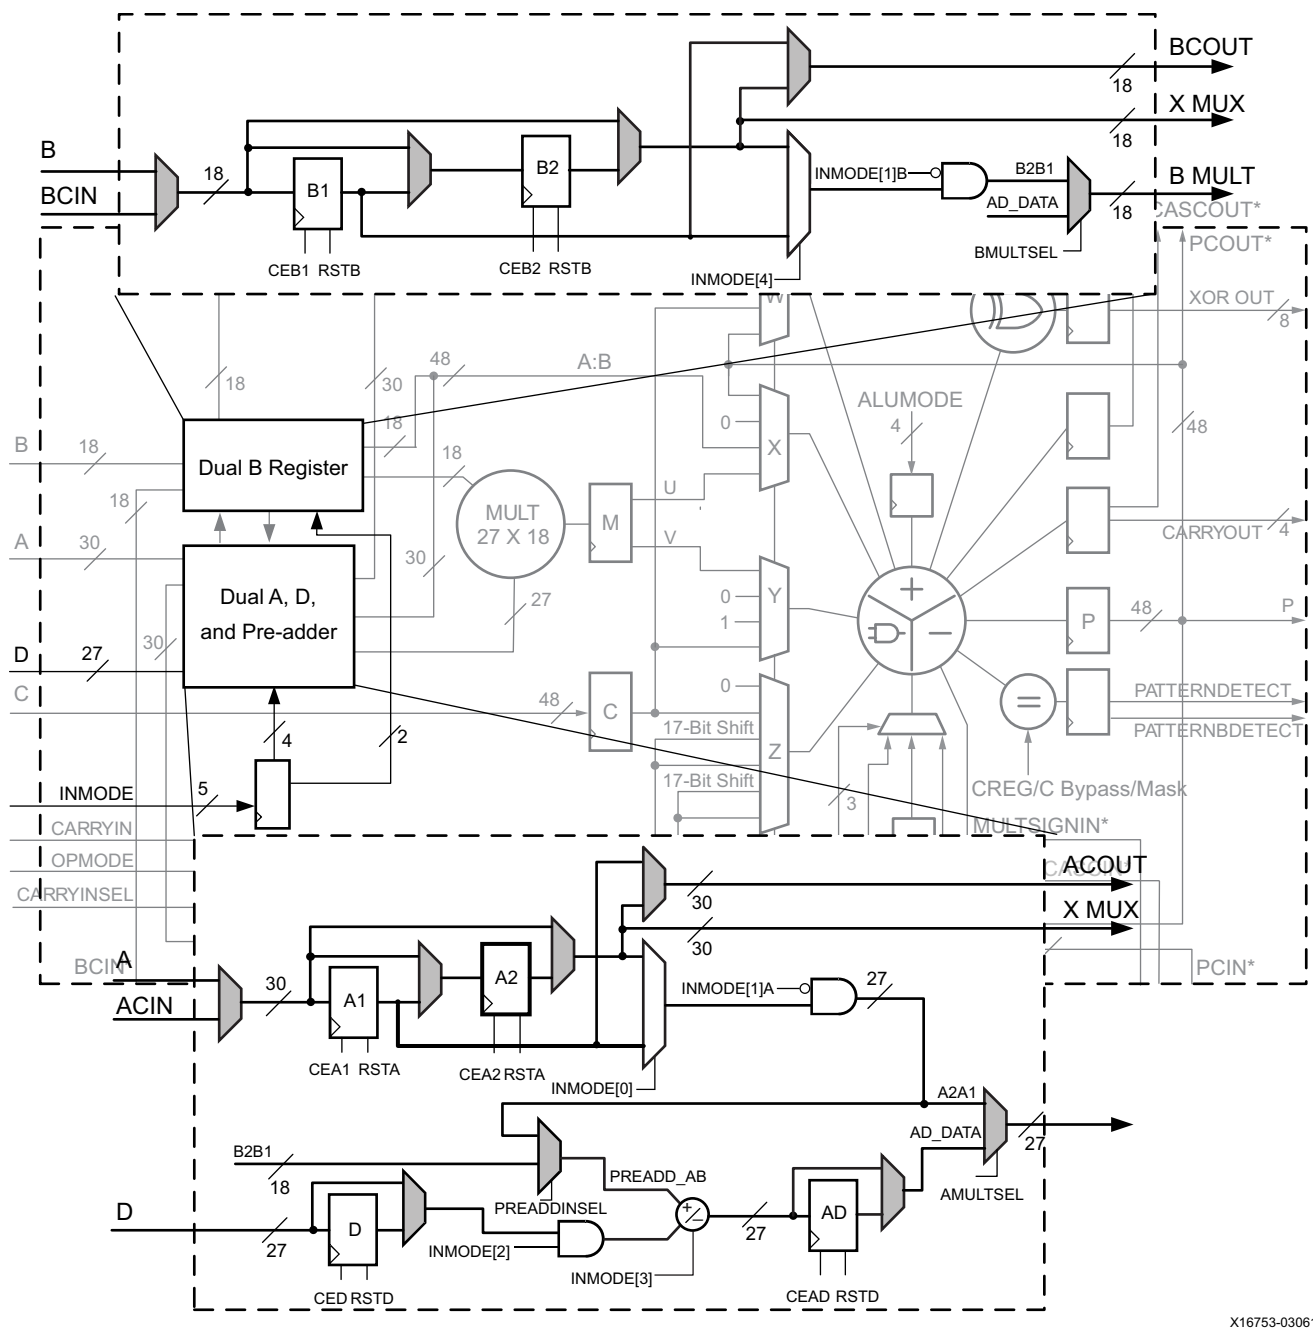 BCOUT
18
X MUX
18
B
BCIN
18
B1
B2
CEB1 RSTB
CEB2 RSTB
INMODE[1]B
B2B1
AD_DATA
BMULTSEL
INMODE[4]
B MULT
18
CASCOUT*
PCOUT*
XOR OUT
8
W
18
30
48
A:B
18
B
18
Dual B Register
18
18
MULT
27 X 18
M
U
V
0
X
ALUMODE
4
48
A
30
Dual A, D,
and Pre-adder
30
30
27
0
1
Y
CARRYOUT
4
P
48
P
D
27
C
48
C
0
17-Bit Shift
17-Bit Shift
Z
=
PATTERNDETECT
PATTERNBDETECT
CREG/C Bypass/Mask
3
4
2
INMODE
5
CARRYIN
OPMODE
CARRYINSEL
BCIN
MULTSIGNIN*
PCIN*
ACOUT
30
X MUX
30
A
ACIN
30
A1
A2
CEA1 RSTA
CEA2 RSTA
INMODE[1]A
27
INMODE[0]
A2A1
AD_DATA
27
AMULTSEL
B2B1
18
PREADDINSEL
PREADD_AB
D
27
D
CED RSTD
INMODE[2]
INMODE[3]
+
−
27
AD
CEAD RSTD
X16753-0306